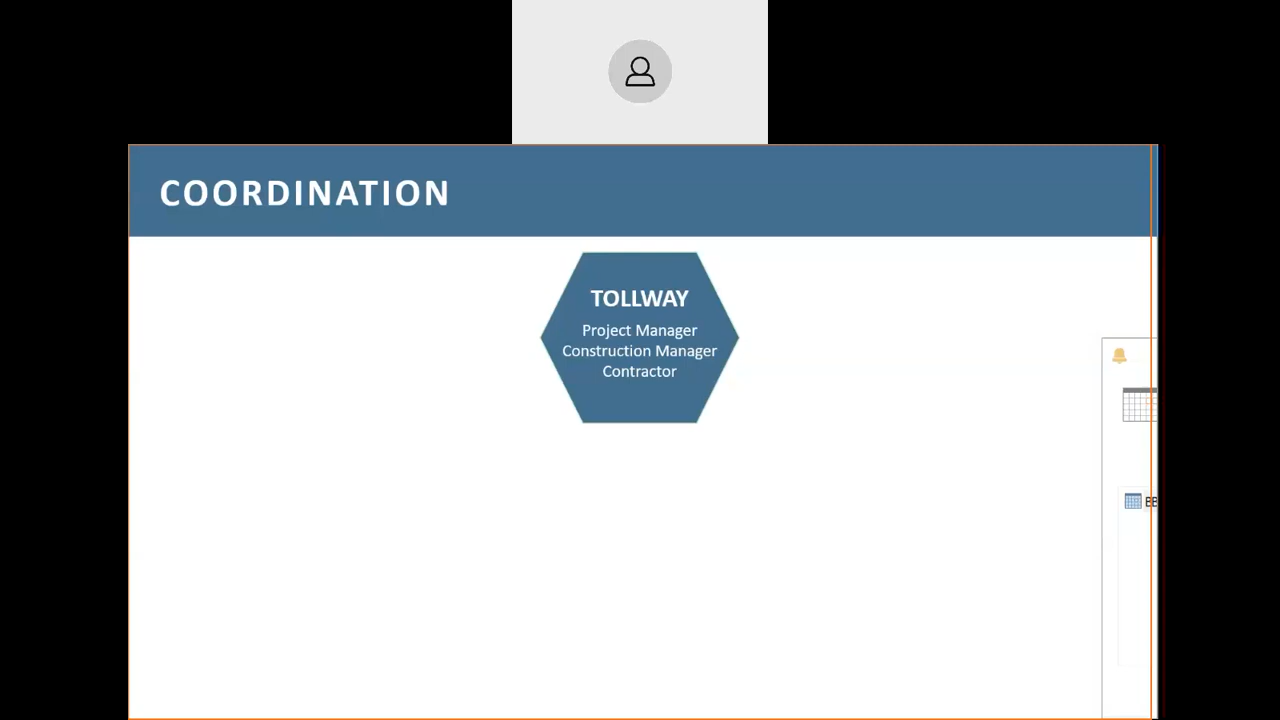 COORDINATION
TOLLWAY
Project Manager
Construction Manager
Contractor